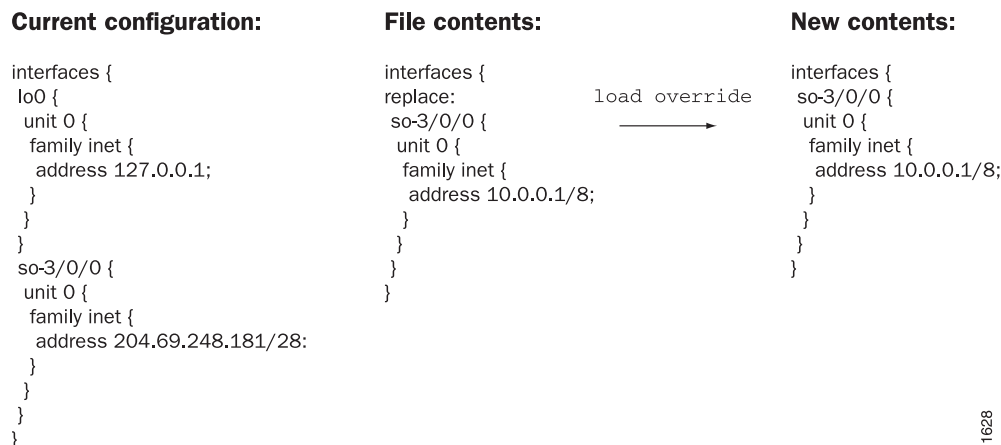 Current configuration:
interfaces {
lo0 {
unit 0 {
family inet {
address 127.0.0.1;
}
}
}
so-3/0/0 {
unit 0 {
family inet {
address 204.69.248.181/28:
}
}
}
}
File contents:
interfaces {
replace:
so-3/0/0 {
unit 0 {
family inet {
address 10.0.0.1/8;
}
}
}
}
load override
New contents:
interfaces {
so-3/0/0 {
unit 0 {
family inet {
address 10.0.0.1/8;
}
}
}
}
1628